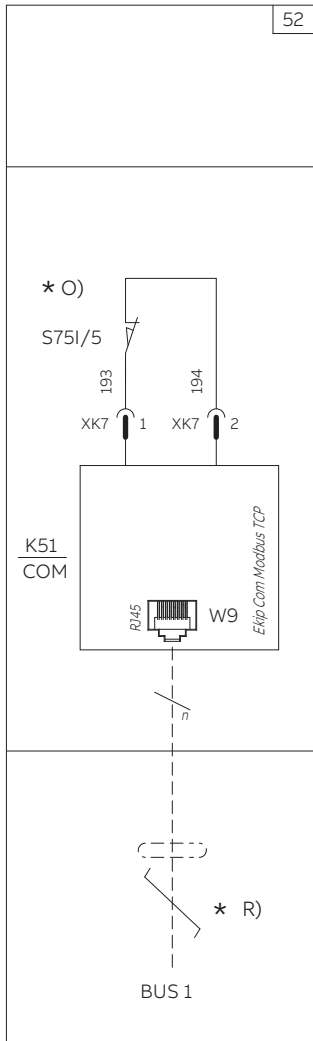 52
* O)
S75I/5
193
194
XK7 1 XK7 2
K51
COM
Ekip Com Modbus TCP
RJ45
W9
n
* R)
BUS 1